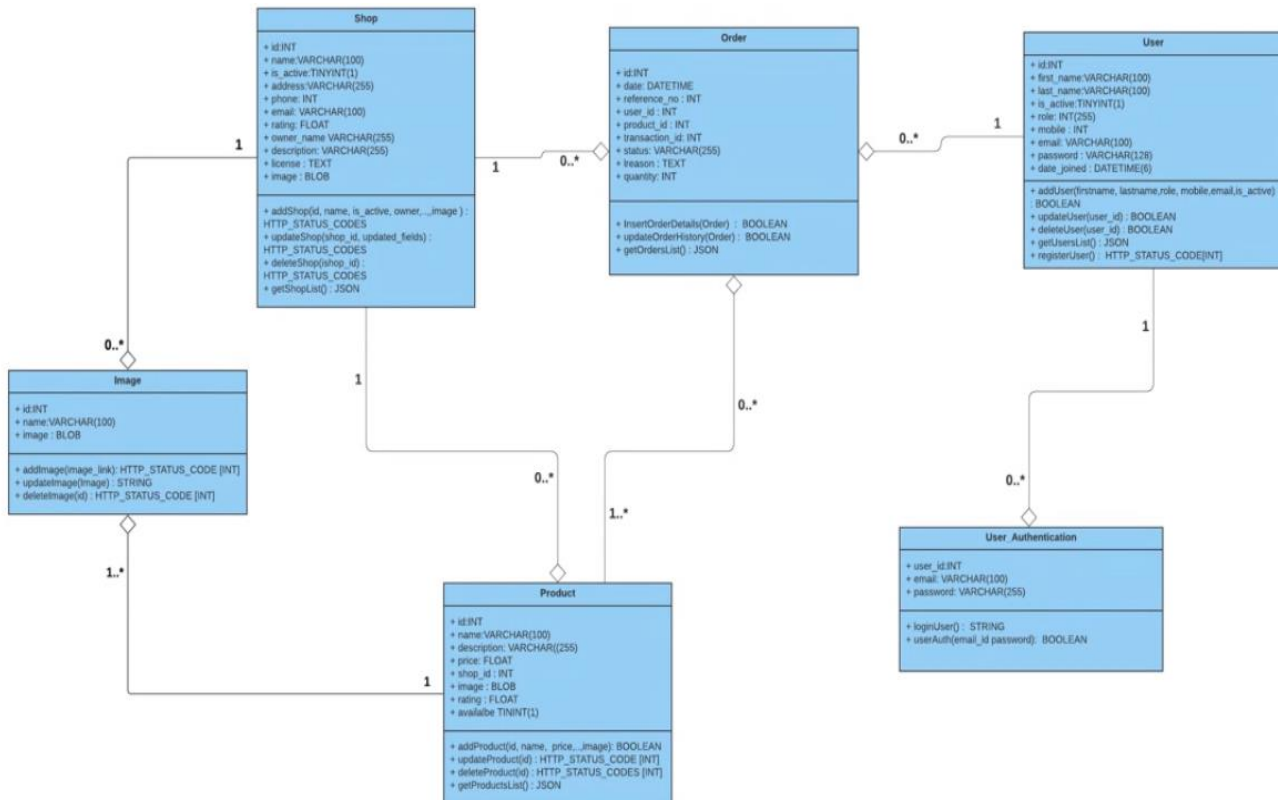 Shop
+ id:INT
+ name:VARCHAR(100)
+ is_active:TINYINT(1)
+ address:VARCHAR(255)
+ phone: INT
+ email: VARCHAR(100)
+ rating: FLOAT
+ owner_name VARCHAR(255)
+ description: VARCHAR(255)
+ license : TEXT
+ image : BLOB
+ addShop(id, name, is_active, owner,..,,image ) :
HTTP_STATUS_CODES
+ updateShop(shop_id, updated_fields) :
HTTP_STATUS_CODES
+ deleteShop(ishop_id) :
HTTP_STATUS_CODES
+ getShopList() : JSON
Order
+ id:INT
+ date: DATETIME
+ reference_no : INT
+ user_id : INT
+ product_id : INT
+ transaction_id: INT
+ status: VARCHAR(255)
+ lreason : TEXT
+ quantity: INT
+ InsertOrderDetails(Order) : BOOLEAN
+ updateOrderHistory(Order) : BOOLEAN
+ getOrdersList() : JSON
User
+ id:INT
+ first_name:VARCHAR(100)
+ last_name:VARCHAR(100)
+ is_active:TINYINT(1)
+ role: INT(255)
+ mobile : INT
+ email: VARCHAR(100)
+ password : VARCHAR(128)
+ date_joined : DATETIME(6)
+ addUser(firstname, lastname,role, mobile,email,is_active)
: BOOLEAN
+ updateUser(user_id) : BOOLEAN
+ deleteUser(user_id) : BOOLEAN
+ getUsersList() : JSON
+ registerUser() : HTTP_STATUS_CODE[INT]
1
1
0..*
0..*
1
0..*
1
0..*
1
0..*
1..*
0..*
1
1..*
1
0..*
Image
+ id:INT
+ name:VARCHAR(100)
+ image : BLOB
+ addImage(image_link): HTTP_STATUS_CODE [INT]
+ updateImage(Image) : STRING
+ deleteImage(id) : HTTP_STATUS_CODE [INT]
Product
+ id:INT
+ name:VARCHAR(100)
+ description: VARCHAR((255)
+ price: FLOAT
+ shop_id : INT
+ image : BLOB
+ rating : FLOAT
+ availalbe TININT(1)
+ addProduct(id, name, price,..,,image): BOOLEAN
+ updateProduct(id) : HTTP_STATUS_CODE [INT]
+ deleteProduct(id) : HTTP_STATUS_CODES [INT]
+ getProductsList() : JSON
User_Authentication
+ user_id:INT
+ email: VARCHAR(100)
+ password: VARCHAR(255)
+ loginUser() : STRING
+ userAuth(email_id password): BOOLEAN